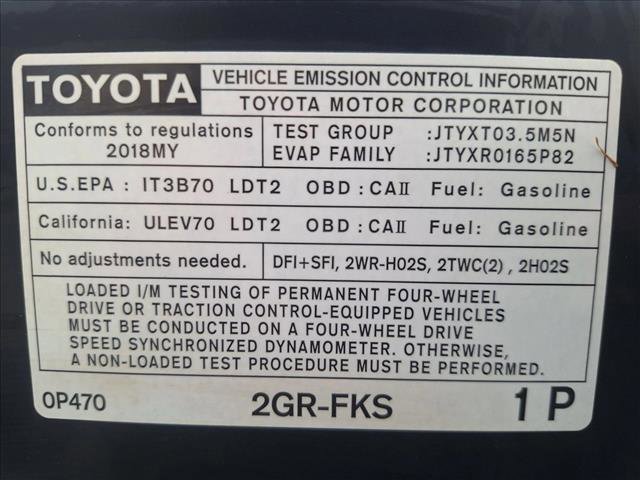 TOYOTA
VEHICLE EMISSION CONTROL INFORMATION
TOYOTA MOTOR CORPORATION
Conforms to regulations
2018MY
TEST GROUP :JTYXT03.5M5N
EVAP FAMILY :JTYXR0165P82
U.S.EPA : IT3B70 LDT2 OBD : CAII Fuel: Gasoline
California: ULEV70 LDT2 OBD : CAII Fuel: Gasoline
No adjustments needed.
DFI+SFI, 2WR-HO2S, 2TWC(2) , 2HO2S
LOADED I/M TESTING OF PERMANENT FOUR-WHEEL
DRIVE OR TRACTION CONTROL-EQUIPPED VEHICLES
MUST BE CONDUCTED ON A FOUR-WHEEL DRIVE
SPEED SYNCHRONIZED DYNAMOMETER. OTHERWISE,
A NON-LOADED TEST PROCEDURE MUST BE PERFORMED.
0P470
2GR-FKS
1 P